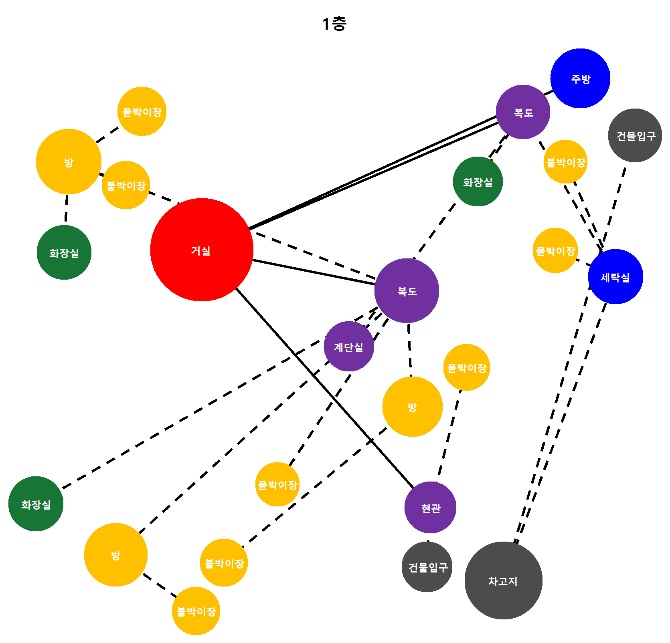 1층
주방
복도
붙박이장
건물입구
방
붙박이장
화장실
붙박이장
화장실
거실
붙박이장
세탁실
복도
계단실
붙박이장
방
붙박이장
화장실
현관
방
붙박이장
건물입구
차고지
붙박이장